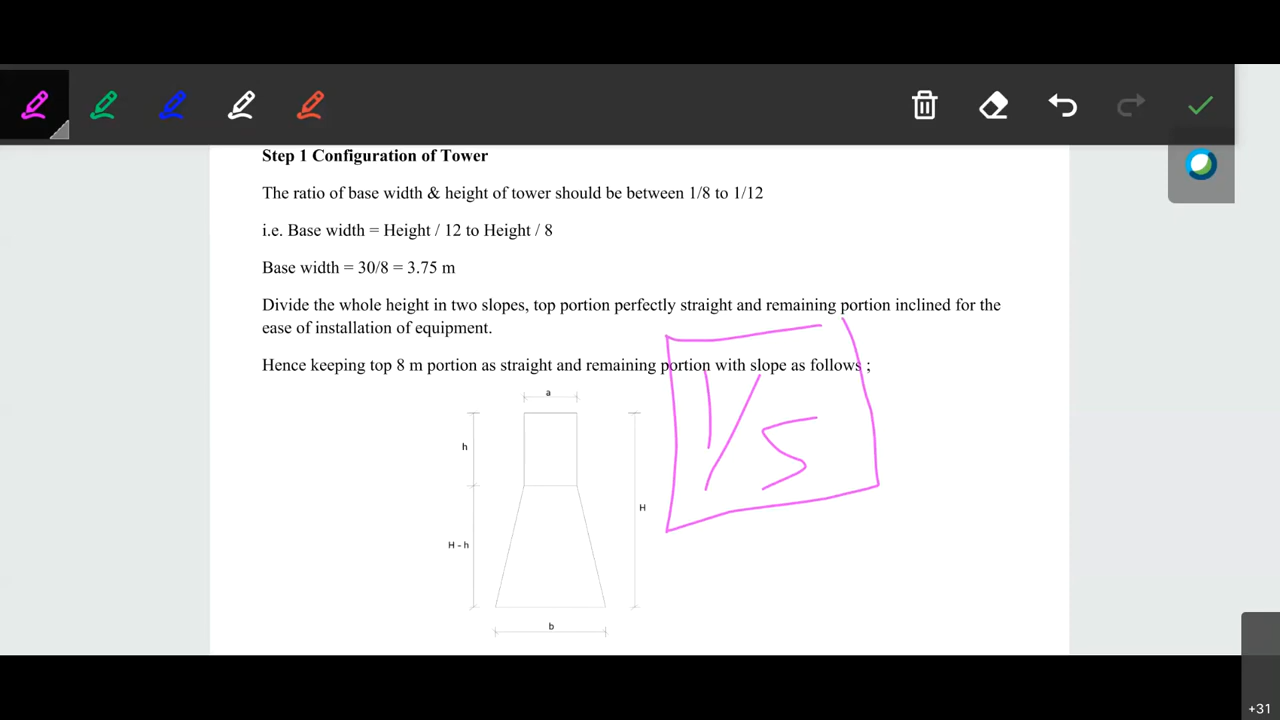 Step 1 Configuration of Tower
The ratio of base width & height of tower should be between 1/8 to 1/12
i.e. Base width = Height / 12 to Height / 8
Base width = 30/8 = 3.75 m
Divide the whole height in two slopes, top portion perfectly straight and remaining portion inclined for the
ease of installation of equipment.
Hence keeping top 8 m portion as straight and remaining portion with slope as follows ;
a
h
1/5
H
H - h
b
+31